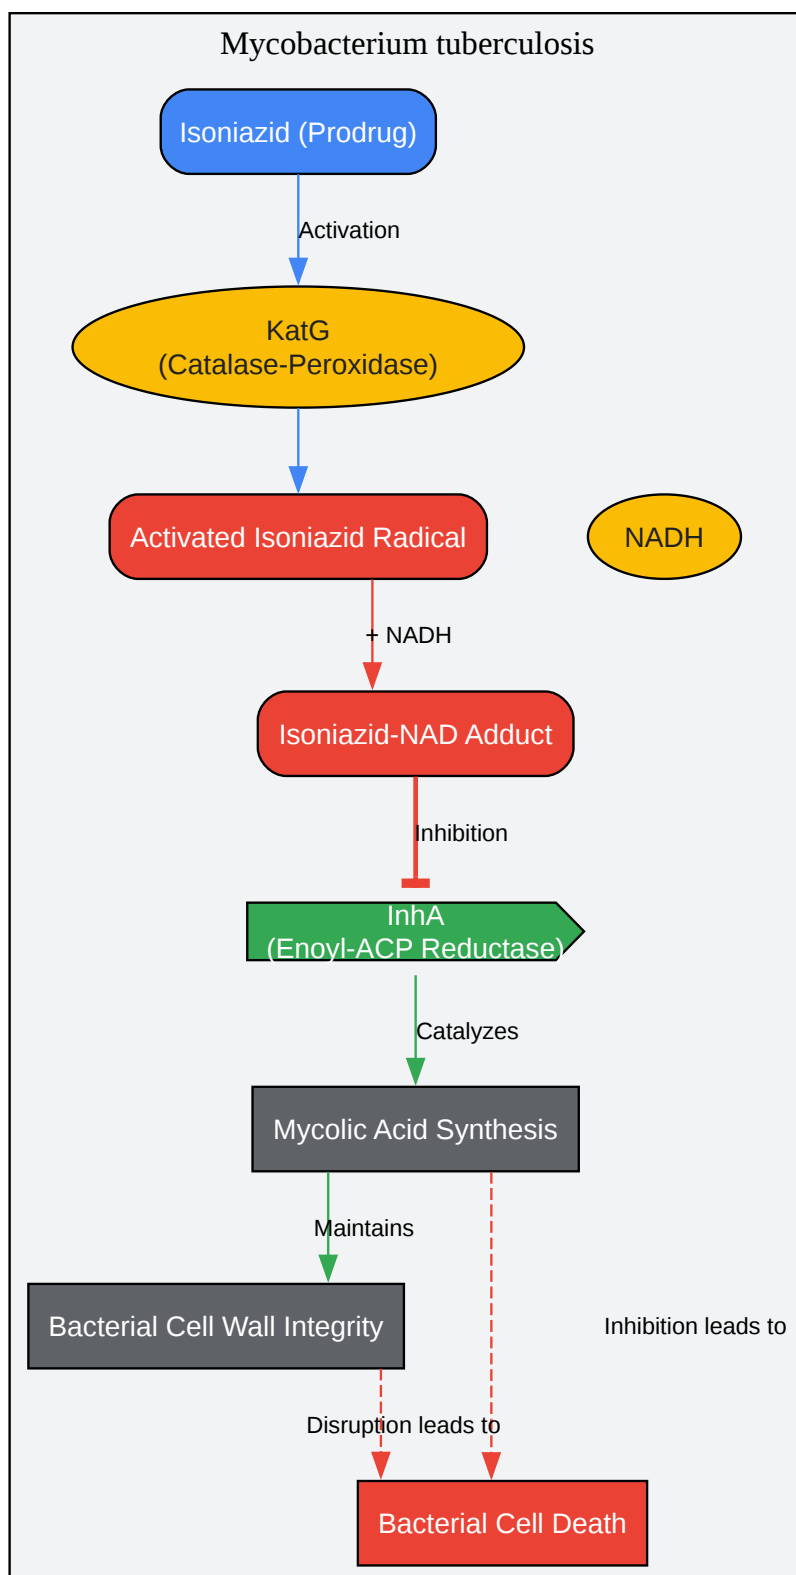 Mycobacterium tuberculosis
Isoniazid (Prodrug)
Activation
KatG
(Catalase-Peroxidase)
Activated Isoniazid Radical
NADH
+ NADH
Isoniazid-NAD Adduct
Inhibition
InhA
(Enoyl-ACP Reductase)
Catalyzes
Mycolic Acid Synthesis
Maintains
Bacterial Cell Wall Integrity
Inhibition leads to
Disruption leads to
Bacterial Cell Death